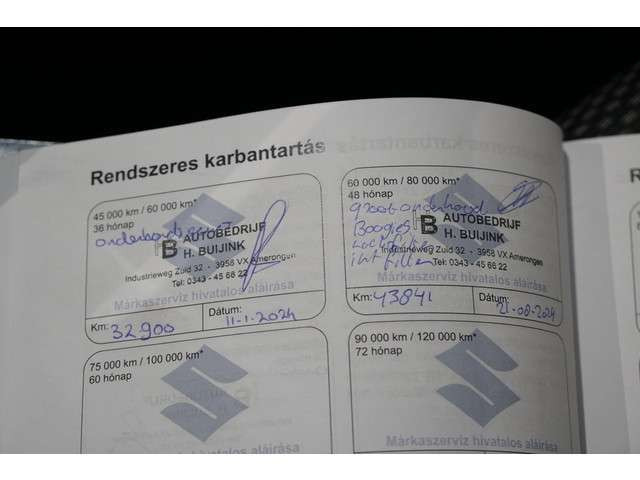 Rendszeres karbantartás
45 000 km / 60 000 km*
36 hónap
AUTOBEDRIJF
H. BUIJINK
Industrieweg Zuid 32 - 3958 VX Amerongen
Tel: 0343 - 45 66 22
Márkaszerviz hivatalos aláírása
Km: 32900
Dátum: 11-1-2024
60 000 km / 80 000 km*
48 hónap
groot onderhoud
Bougies
AUTOBEDRIJF
H. BUIJINK
Industrieweg Zuid 32 - 3958 VX Amerongen
Tel: 0343 - 45 66 22
Márkaszerviz hivatalos aláírása
Km: 43841
Dátum: 21-08-2024
75 000 km / 100 000 km*
60 hónap
Márkaszerviz hivatalos aláírása
90 000 km / 120 000 km*
72 hónap
Márkaszerviz hivatalos aláírása